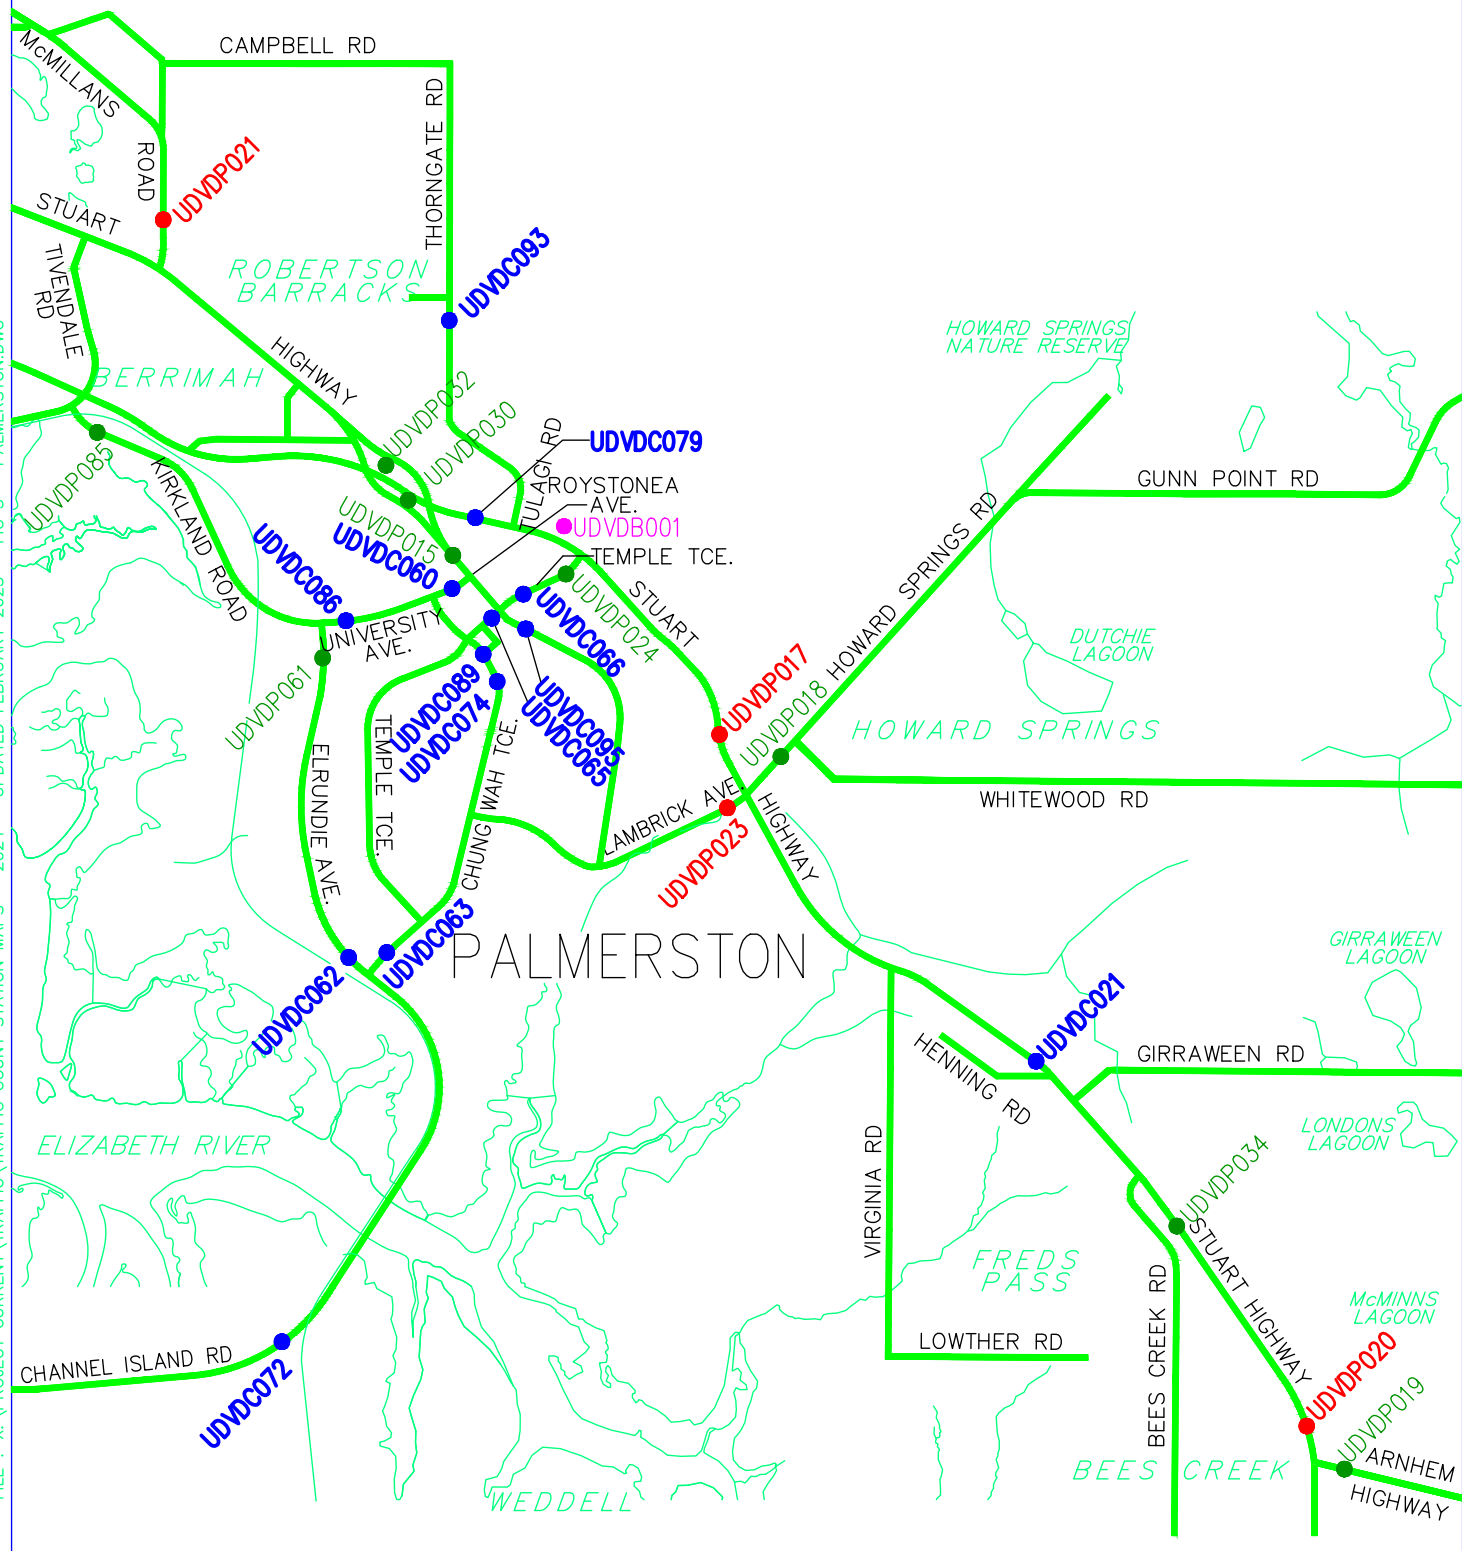 CAMPBELL RD
McMILLANS
ROAD
THORNGATE RD
UDVDP021
STUART
TIVENDALE
RD
ROBERTSON
BARRACKS
UDVDC093
HIGHWAY
HOWARD SPRINGS
NATURE RESERVE
BERRIMAH
UDVDP032
UDVDP030
TULAGI RD
UDVDC079
UDVDP085
KIRKLAND ROAD
ROYSTONEA
AVE.
GUNN POINT RD
UDVDP015
UDVDB001
UDVDC060
UDVDC086
TEMPLE TCE.
HOWARD SPRINGS RD
STUART
UDVDP024
UDVDC066
UNIVERSITY
AVE.
DUTCHIE
LAGOON
UDVDP061
UDVDC089
UDVDC074
UDVDC095
UDVDC065
UDVDP017
UDVDP018
HOWARD SPRINGS
ELRUNDIE AVE.
TEMPLE TCE.
CHUNG WAH TCE.
LAMBRICK AVE.
HIGHWAY
WHITEWOOD RD
UDVDP023
UDVDC063
PALMERSTON
GIRRAWEEN
LAGOON
UDVDC062
UDVDC021
HENNING RD
GIRRAWEEN RD
ELIZABETH RIVER
LONDONS
LAGOON
VIRGINIA RD
UDVDP034
STUART HIGHWAY
FREDS
PASS
BEES CREEK RD
McMINNS
LAGOON
LOWTHER RD
CHANNEL ISLAND RD
UDVDC072
UDVDP020
UDVDP019
ARNHEM
HIGHWAY
BEES CREEK
WEDDELL